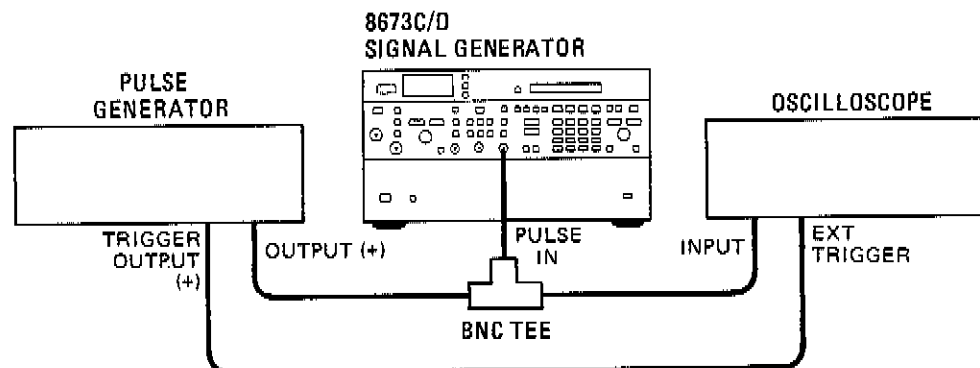 8673C/D
SIGNAL GENERATOR
PULSE
GENERATOR
OSCILLOSCOPE
TRIGGER
OUTPUT
(+)
OUTPUT (+)
PULSE
IN
INPUT
EXT
TRIGGER
BNC TEE